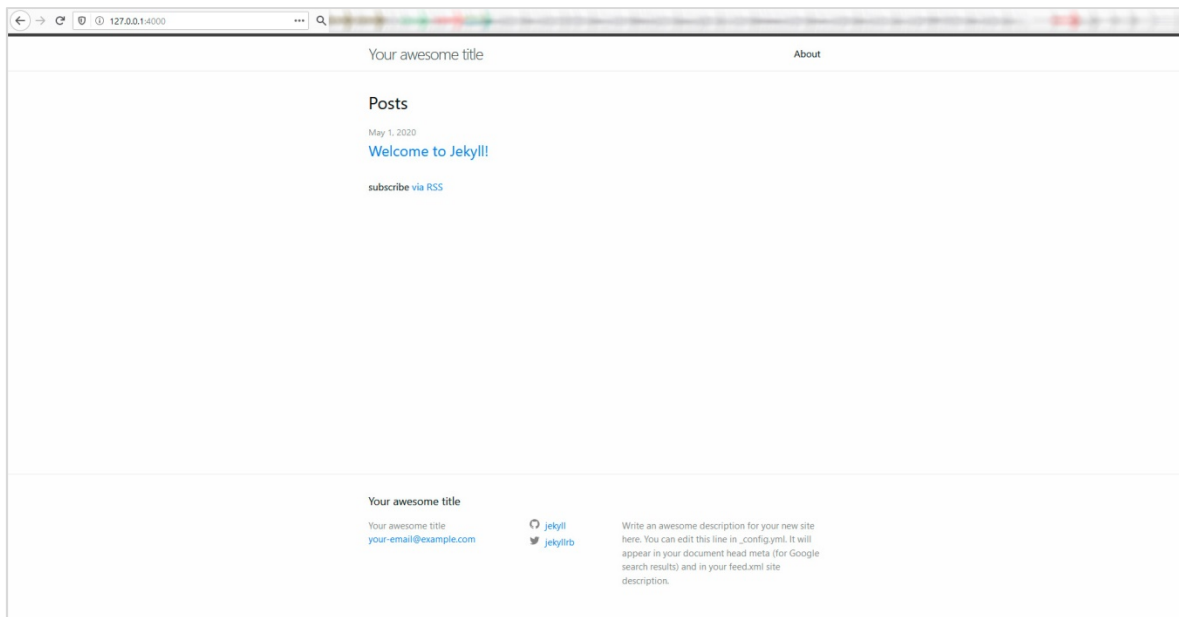 127.0.0.1:4000
Your awesome title
About
Posts
May 1, 2020
Welcome to Jekyll!
subscribe via RSS
Your awesome title
Your awesome title
your-email@example.com
jekyll
jekyllrb
Write an awesome description for your new site
here. You can edit this line in _config.yml. It will
appear in your document head meta (for Google
search results) and in your feed.xml site
description.